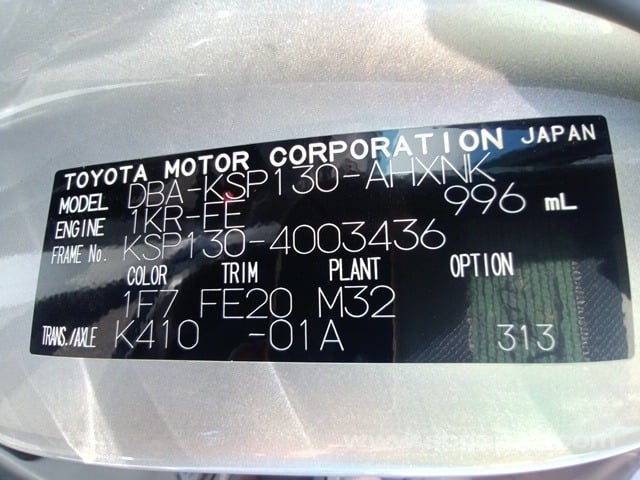 TOYOTA MOTOR CORPORATION JAPAN
MODEL DBA-KSP130-AHXNK
ENGINE 1KR-FE 996 mL
FRAME No. KSP130-4003436
COLOR TRIM PLANT OPTION
1F7 FE20 M32
TRANS./AXLE K410 -01A 313